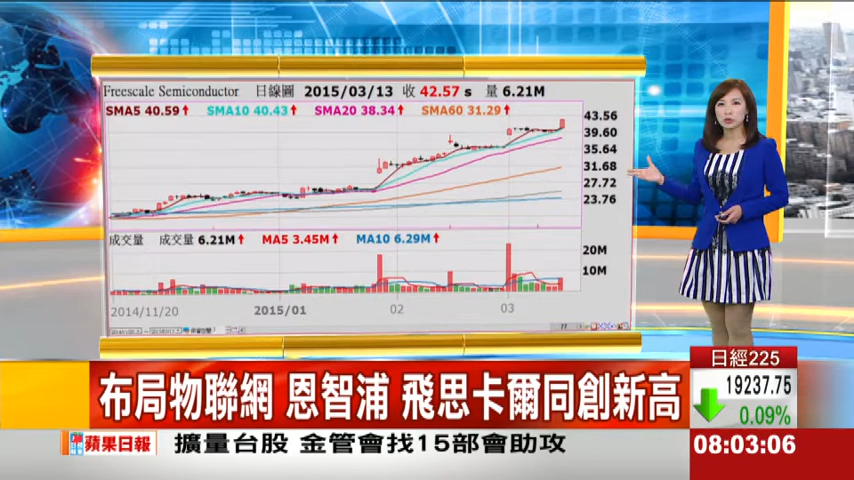 Freescale Semiconductor 日線圖 2015/03/13 收 42.57 s 量 6.21M
SMA5 40.59↑ SMA10 40.43↑ SMA20 38.34↑ SMA60 31.29↑
43.56
39.60
35.64
31.68
27.72
23.76
成交量 成交量 6.21M↑ MA5 3.45M↑ MA10 6.29M↑
20M
10M
2014/11/20 2015/01 02 03
布局物聯網 恩智浦 飛思卡爾同創新高
日經225
19237.75
0.09%
蘋果日報 擴量台股 金管會找15部會助攻
08:03:06